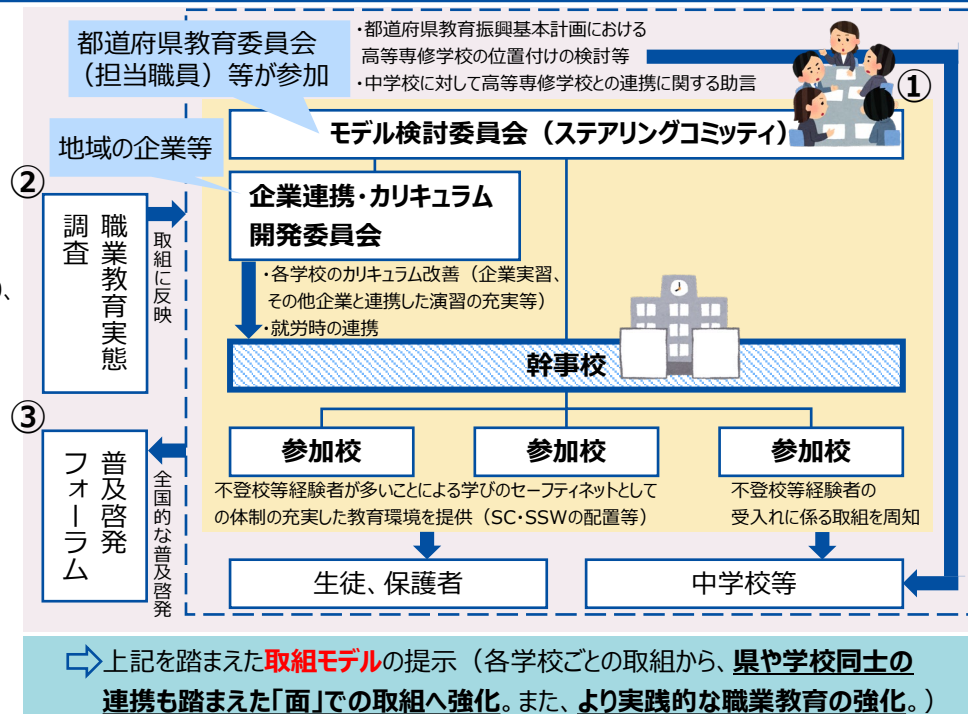 都道府県教育委員会
（担当職員）等が参加
・都道府県教育振興基本計画における
高等専修学校の位置付けの検討等
・中学校に対して高等専修学校との連携に関する助言
①
モデル検討委員会（ステアリングコミッティ）
地域の企業等
企業連携・カリキュラム
開発委員会
②
職業教育実態
調査
取組に反映
、
・各学校のカリキュラム改善（企業実習、
その他企業と連携した演習の充実等）
・就労時の連携
幹事校
③
普及啓発
フォーラム
全国的な普及啓発
参加校
参加校
参加校
不登校等経験者が多いことによる学びのセーフティネットとして
の体制の充実した教育環境を提供（SC・SSWの配置等）
不登校等経験者の
受入れに係る取組を周知
生徒、保護者
中学校等
上記を踏まえた取組モデルの提示（各学校ごとの取組から、県や学校同士の
連携も踏まえた「面」での取組へ強化。また、より実践的な職業教育の強化。）